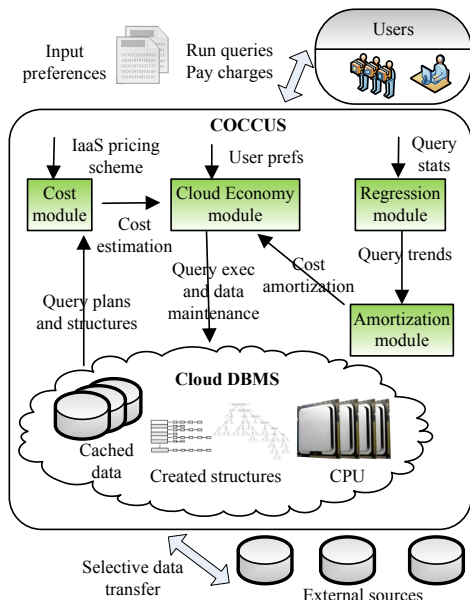 Users
Input
preferences
Run queries
Pay charges
COCCUS
IaaS pricing
scheme
User prefs
Query
stats
Cost
module
Cloud Economy
module
Regression
module
Cost
estimation
Query trends
Cost
amortization
Query exec
and data
maintenance
Query plans
and structures
Amortization
module
Cloud DBMS
Cached
data
Created structures
CPU
Selective data
transfer
External sources